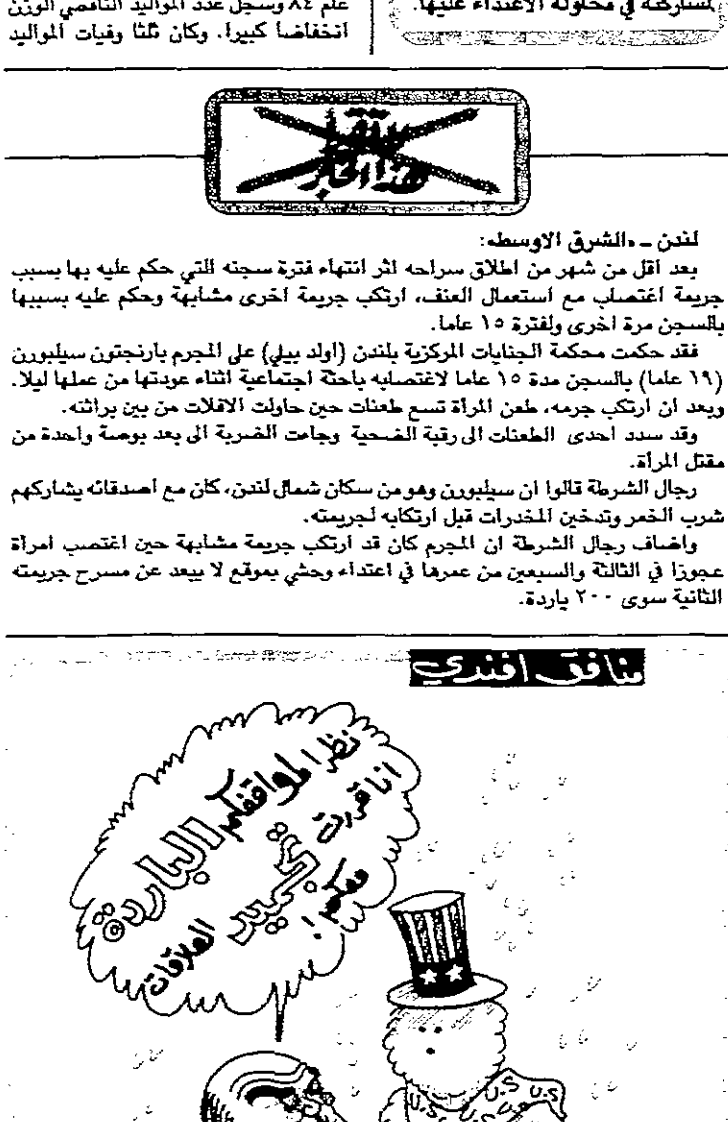 المشاركة في محاولة الاعتداء عليها.
عام ٨٤ وسجل عدد المواليد الناقصي الوزن
انخفاضا كبيرا. وكان ثلثا وفيات المواليد
لا تقرأ
هذا الخبر
لندن ـ «الشرق الاوسط»:
بعد اقل من شهر من اطلاق سراحه اثر انتهاء فترة سجنه التي حكم عليه بها بسبب
جريمة اغتصاب مع استعمال العنف، ارتكب جريمة اخرى مشابهة وحكم عليه بسببها
بالسجن مرة اخرى ولفترة ١٥ عاما.
فقد حكمت محكمة الجنايات المركزية بلندن (اولد بيلي) على المجرم بارنجتون سيلبورن
(١٩ عاما) بالسجن مدة ١٥ عاما لاغتصابه باحثة اجتماعية اثناء عودتها من عملها ليلا.
وبعد ان ارتكب جرمه، طعن المرأة تسع طعنات حين حاولت الافلات من بين براثنه.
وقد سدد احدى الطعنات الى رقبة الضحية وجاءت الضربة الى بعد بوصة واحدة من
مقتل المرأة.
رجال الشرطة قالوا ان سيلبورن وهو من سكان شمال لندن، كان مع اصدقائه يشاركهم
شرب الخمر وتدخين المخدرات قبل ارتكابه لجريمته.
واضاف رجال الشرطة ان المجرم كان قد ارتكب جريمة مشابهة حين اغتصب امرأة
عجوزا في الثالثة والسبعين من عمرها في اعتداء وحشي بموقع لا يبعد عن مسرح جريمته
الثانية سوى ٢٠٠ ياردة.
منافق افندي
نظرا لمواقفكم الباردة
انا قررت تجميد العلاقات
معكم!
U.S U.S
U.S U.S